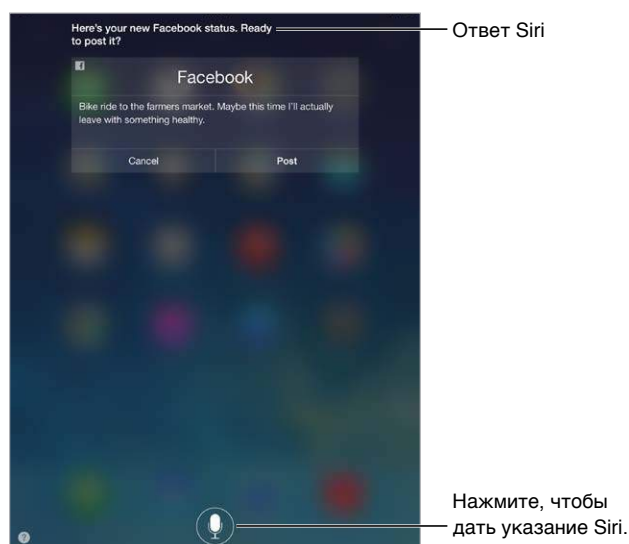 Here's your new Facebook status. Ready
to post it?
Ответ Siri
Facebook
Bike ride to the farmers market. Maybe this time I'll actually
leave with something healthy.
Cancel
Post
Нажмите, чтобы
дать указание Siri.
?